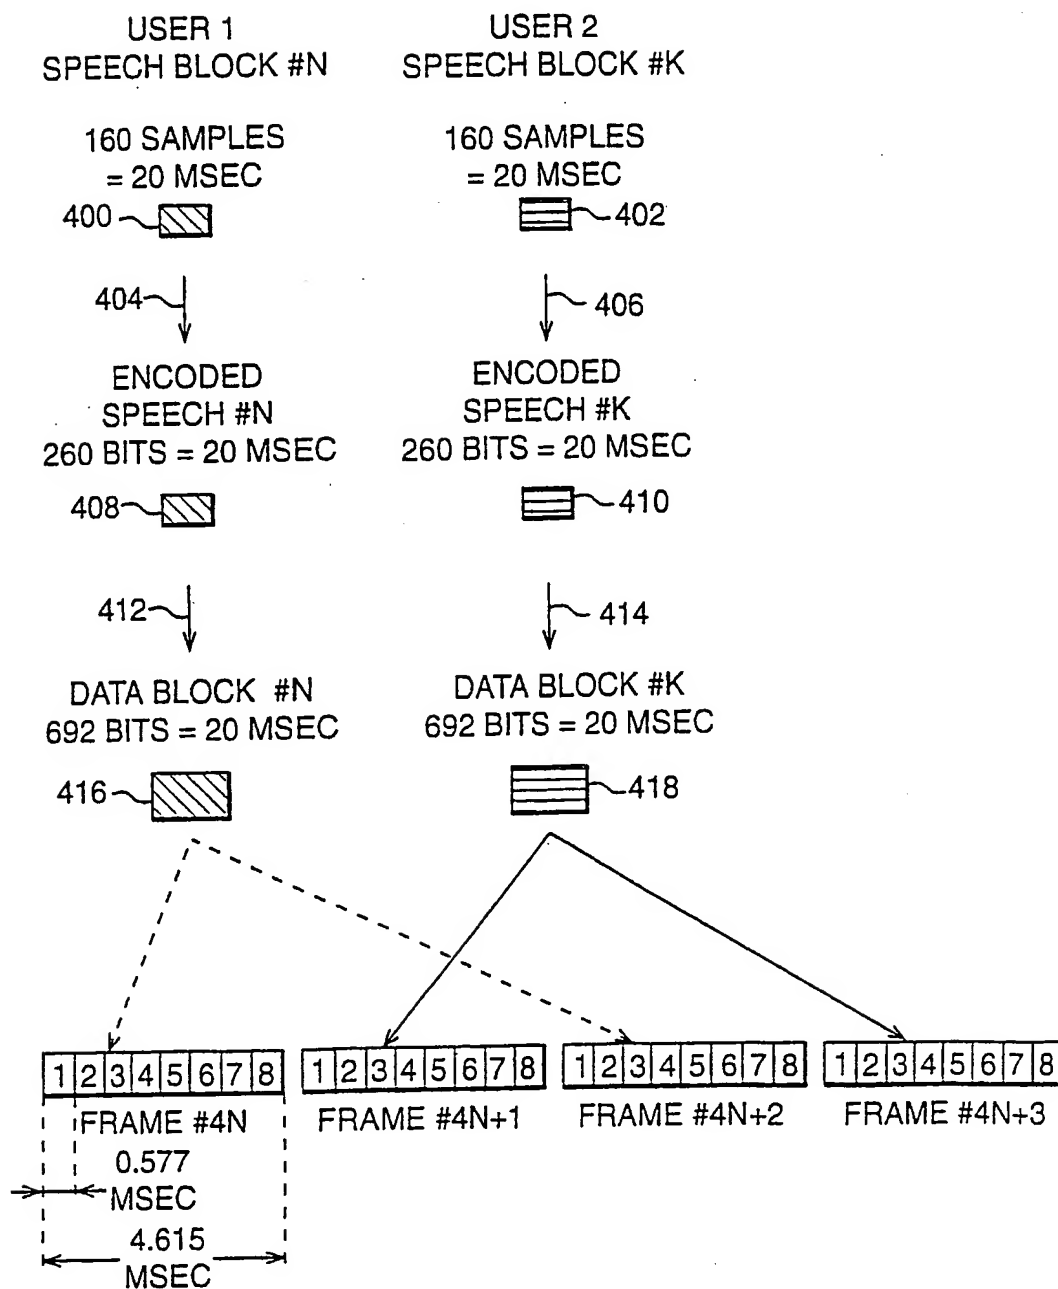 USER 1
SPEECH BLOCK #N
USER 2
SPEECH BLOCK #K
160 SAMPLES
= 20 MSEC
160 SAMPLES
= 20 MSEC
400
402
404
406
ENCODED
SPEECH #N
260 BITS = 20 MSEC
ENCODED
SPEECH #K
260 BITS = 20 MSEC
408
410
412
414
DATA BLOCK #N
692 BITS = 20 MSEC
DATA BLOCK #K
692 BITS = 20 MSEC
416
418
1 2 3 4 5 6 7 8
1 2 3 4 5 6 7 8
1 2 3 4 5 6 7 8
1 2 3 4 5 6 7 8
FRAME #4N
FRAME #4N+1
FRAME #4N+2
FRAME #4N+3
0.577
MSEC
4.615
MSEC